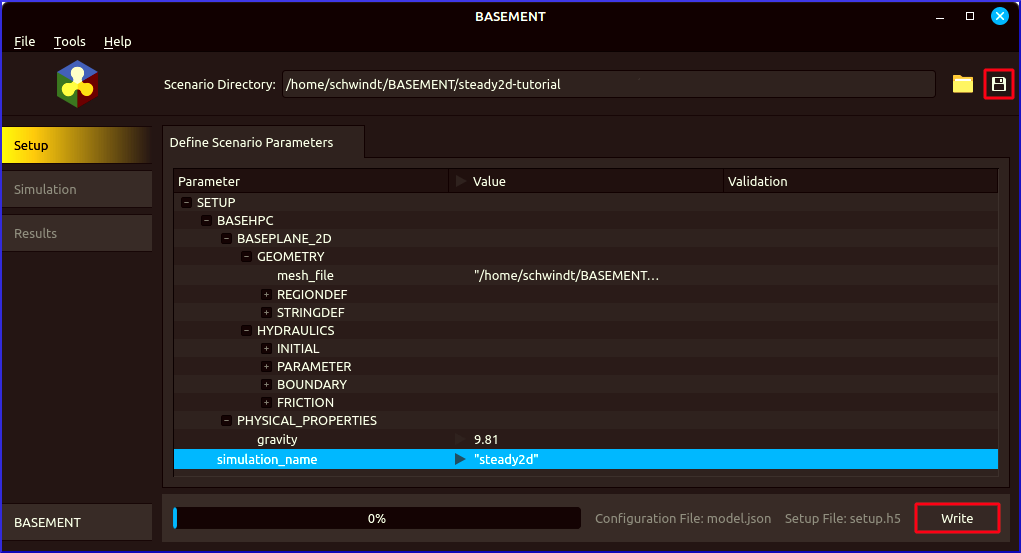 BASEMENT
File Tools Help
Scenario Directory: /home/schwindt/BASEMENT/steady2d-tutorial
Setup
Simulation
Results
BASEMENT
Define Scenario Parameters
Parameter Value Validation
SETUP
BASEHPC
BASEPLANE_2D
GEOMETRY
mesh_file "/home/schwindt/BASEMENT...
REGIONDEF
STRINGDEF
HYDRAULICS
INITIAL
PARAMETER
BOUNDARY
FRICTION
PHYSICAL_PROPERTIES
gravity 9.81
simulation_name "steady2d"
0% Configuration File: model.json Setup File: setup.h5 Write